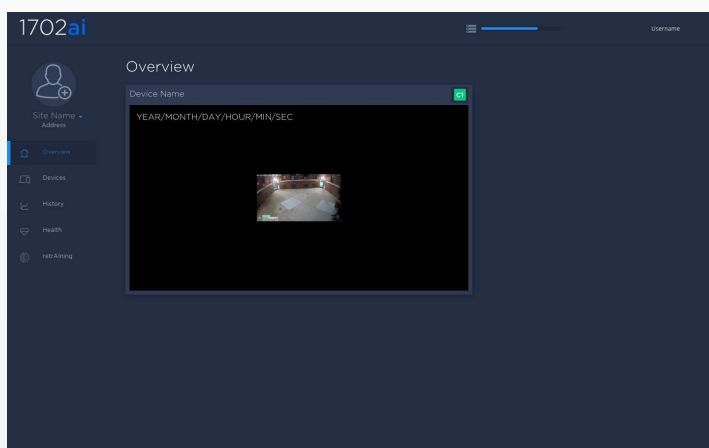 1702ai
Username
Site Name
Address
Overview
Devices
History
Health
retrAIning
Overview
Device Name
C1
YEAR/MONTH/DAY/HOUR/MIN/SEC